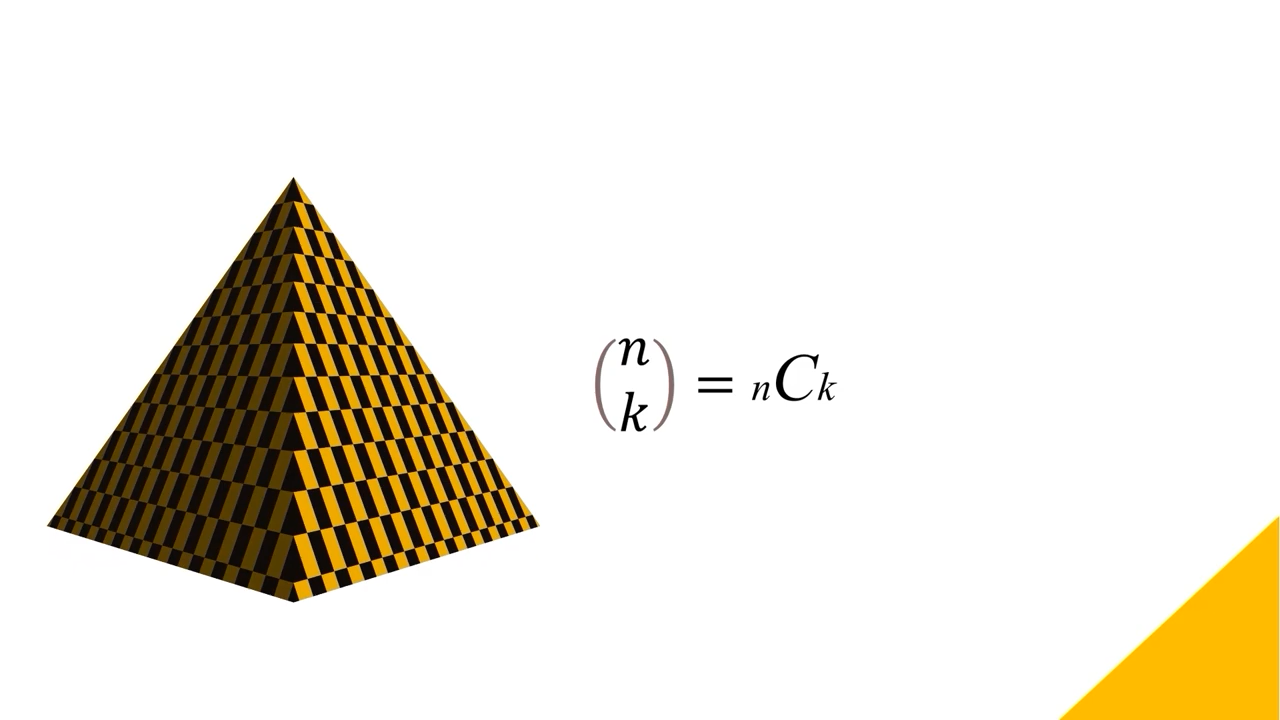 (n k) = nCk